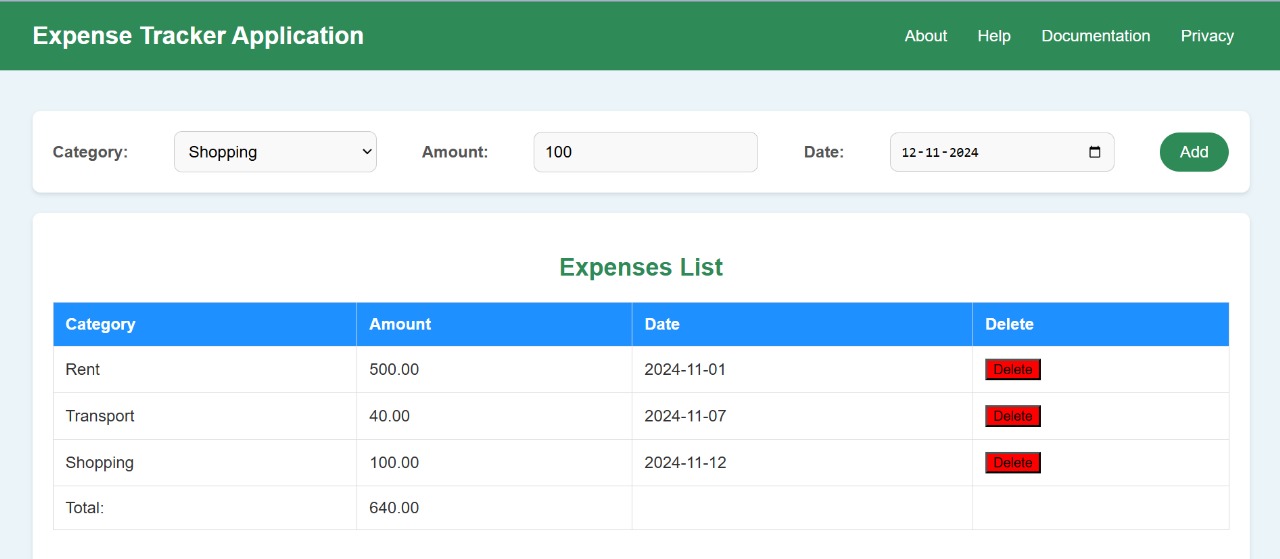 Expense Tracker Application About Help Documentation Privacy
Category: Shopping Amount: 100 Date: 12-11-2024 Add
Expenses List
Category Amount Date Delete
Rent 500.00 2024-11-01 Delete
Transport 40.00 2024-11-07 Delete
Shopping 100.00 2024-11-12 Delete
Total: 640.00